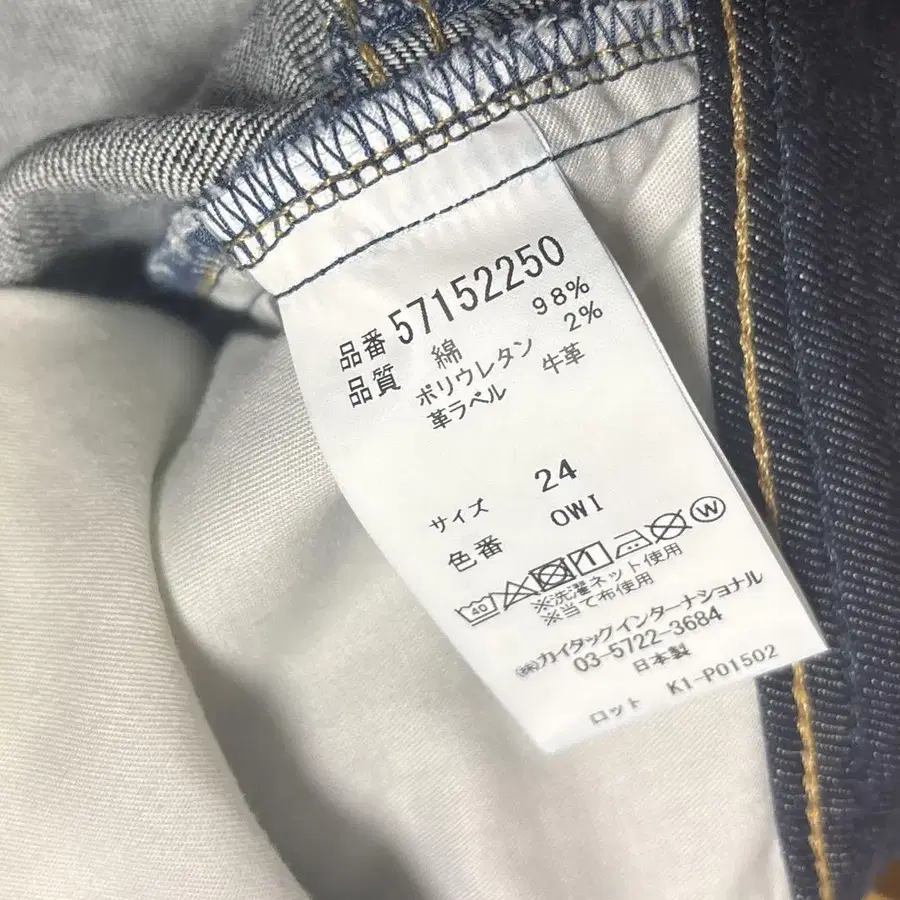 品番 57152250
品質 綿 98%
ポリウレタン 2%
革ラベル 牛革
サイズ 24
色番 OWI
40 W
※洗濯ネット使用
※当て布使用
㈱カイタックインターナショナル
03-5722-3684
日本製
ロット K1-P01502